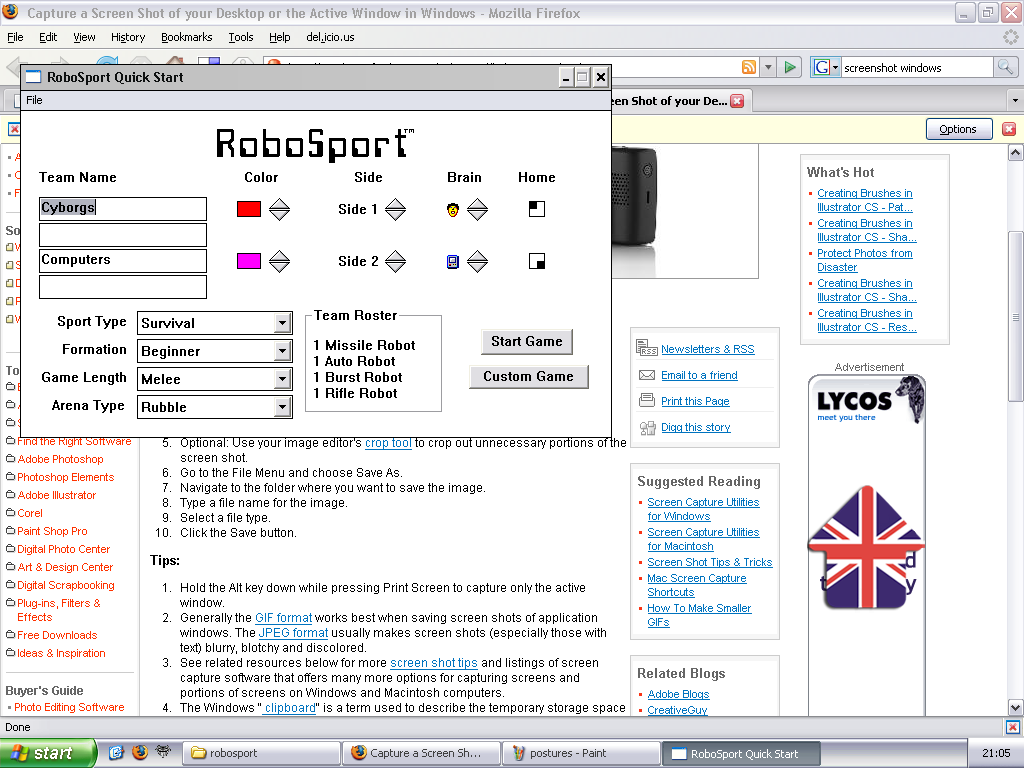 Capture a Screen Shot of your Desktop or the Active Window in Windows - Mozilla Firefox
File Edit View History Bookmarks Tools Help del.icio.us
G screenshot windows
RoboSport Quick Start
een Shot of your De...
File
Options
RoboSport™
Team Name Color Side Brain Home
Cyborgs Side 1
Computers Side 2
Sport Type Survival
Formation Beginner
Game Length Melee
Arena Type Rubble
Team Roster
1 Missile Robot
1 Auto Robot
1 Burst Robot
1 Rifle Robot
Start Game
Custom Game
What's Hot
Creating Brushes in
Illustrator CS - Pat...
Creating Brushes in
Illustrator CS - Sha...
Protect Photos from
Disaster
Creating Brushes in
Illustrator CS - Sha...
Creating Brushes in
Illustrator CS - Res...
Newsletters & RSS
Email to a friend
Print this Page
Digg this story
Advertisement
LYCOS
meet you there
Find the Right Software
Adobe Photoshop
Photoshop Elements
Adobe Illustrator
Corel
Paint Shop Pro
Digital Photo Center
Art & Design Center
Digital Scrapbooking
Plug-ins, Filters &
Effects
Free Downloads
Ideas & Inspiration
Buyer's Guide
Photo Editing Software
5. Optional: Use your image editor's crop tool to crop out unnecessary portions of the
screen shot.
6. Go to the File Menu and choose Save As.
7. Navigate to the folder where you want to save the image.
8. Type a file name for the image.
9. Select a file type.
10. Click the Save button.
Tips:
1. Hold the Alt key down while pressing Print Screen to capture only the active
window.
2. Generally the GIF format works best when saving screen shots of application
windows. The JPEG format usually makes screen shots (especially those with
text) blurry, blotchy and discolored.
3. See related resources below for more screen shot tips and listings of screen
capture software that offers many more options for capturing screens and
portions of screens on Windows and Macintosh computers.
4. The Windows " clipboard" is a term used to describe the temporary storage space
Suggested Reading
Screen Capture Utilities
for Windows
Screen Capture Utilities
for Macintosh
Screen Shot Tips & Tricks
Mac Screen Capture
Shortcuts
How To Make Smaller
GIFs
Related Blogs
Adobe Blogs
CreativeGuy
Done
start robosport Capture a Screen Sh... postures - Paint RoboSport Quick Start 21:05